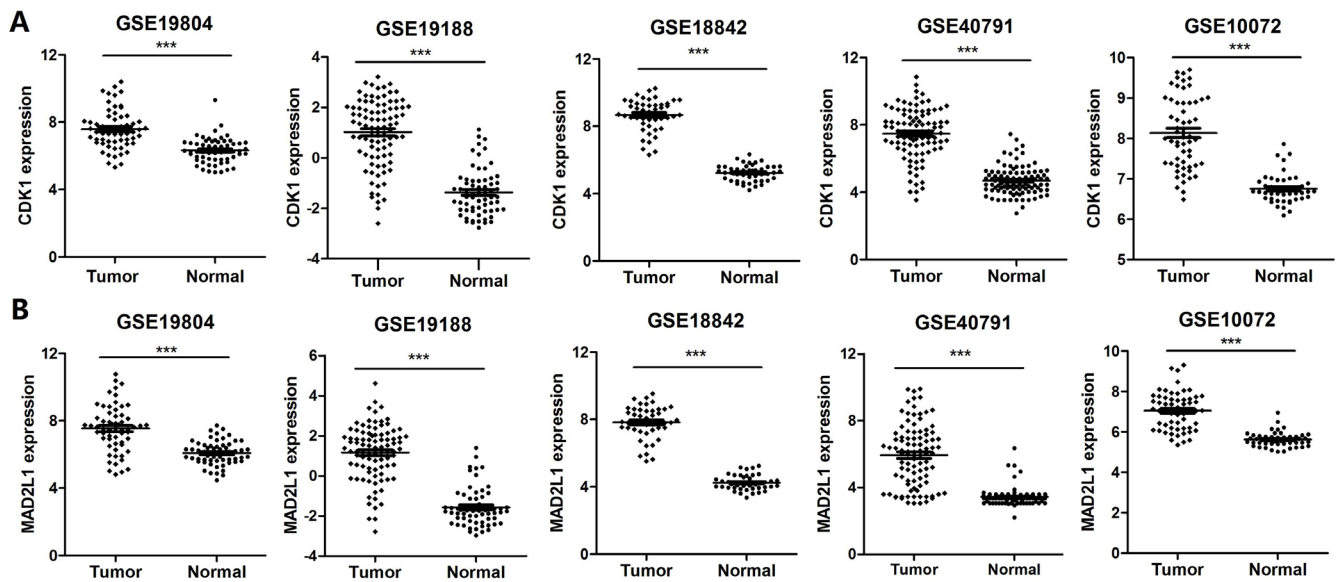 A
GSE19804
***
CDK1 expression
12
8
4
0
Tumor
Normal
GSE19188
***
4
2
0
-2
-4
Tumor
Normal
GSE18842
***
CDK1 expression
12
8
4
0
Tumor
Normal
GSE40791
***
CDK1 expression
12
8
4
0
Tumor
Normal
GSE10072
***
CDK1 expression
10
9
8
7
6
5
Tumor
Normal
B
GSE19804
***
MAD2L1 expression
12
8
4
0
Tumor
Normal
GSE19188
***
MAD2L1 expression
6
4
2
0
-2
-4
Tumor
Normal
GSE18842
***
MAD2L1 expression
12
8
4
0
Tumor
Normal
GSE40791
***
MAD2L1 expression
12
8
4
0
Tumor
Normal
GSE10072
***
MAD2L1 expression
10
8
6
4
2
0
Tumor
Normal
CDK1 expression